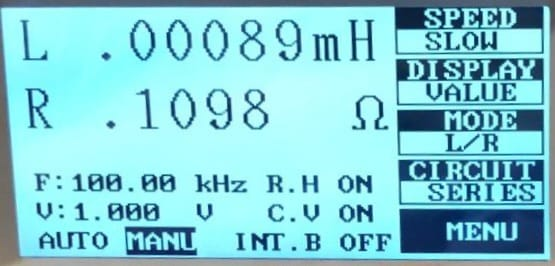 L .00089mH
R .1098 Ω
F:100.00 kHz R.H ON
V:1.000 V C.V ON
AUTO MANU INT.B OFF
SPEED
SLOW
DISPLAY
VALUE
MODE
L/R
CIRCUIT
SERIES
MENU